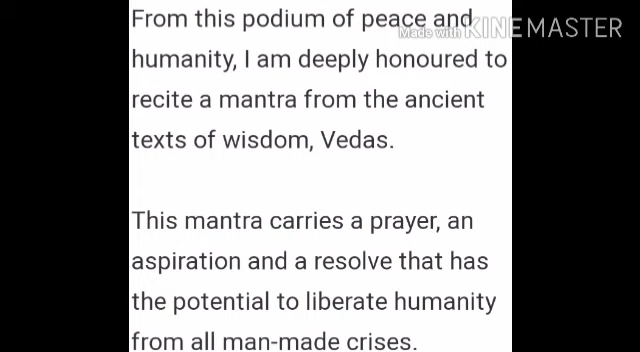 From this podium of peace and
Made with KINEMASTER
humanity, I am deeply honoured to
recite a mantra from the ancient
texts of wisdom, Vedas.
This mantra carries a prayer, an
aspiration and a resolve that has
the potential to liberate humanity
from all man-made crises.